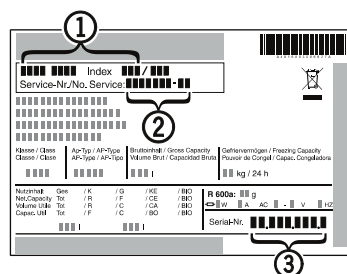 1
Index /
Service-Nr./No. Service: -
2
Klasse / Class
Classe / Clase
Ap-Typ / AP-Type
AP-Type / AP-Tipo
Bruttoinhalt / Gross Capacity
Volume Brut / Capacidad Bruta
l
Gefriervermögen / Freezing Capacity
Pouvoir de Congel / Capac. Congeladora
kg / 24 h
Nutzinhalt Ges / K / G / KE / BIO
Net.Capacity Tot / R / F / CE / BIO
Volume Utile Tot / R / C / CA / BIO
Capac. Util Tot / F / C / BO / BIO
l l
R 600a: g
W A AC - V HZ
Serial-Nr. . . .
3